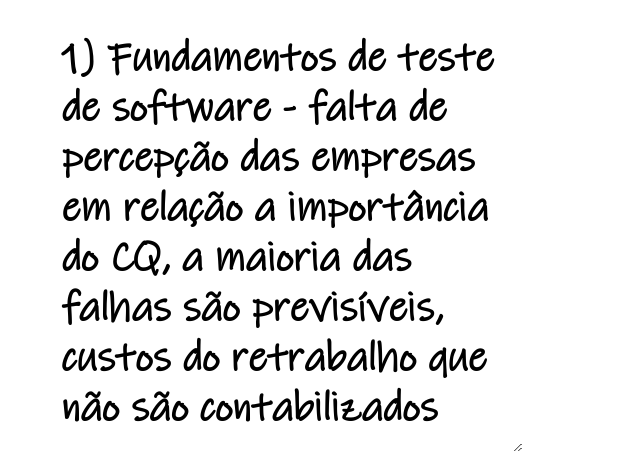 1) Fundamentos de teste
de software - falta de
percepção das empresas
em relação a importância
do CQ, a maioria das
falhas são previsíveis,
custos do retrabalho que
não são contabilizados